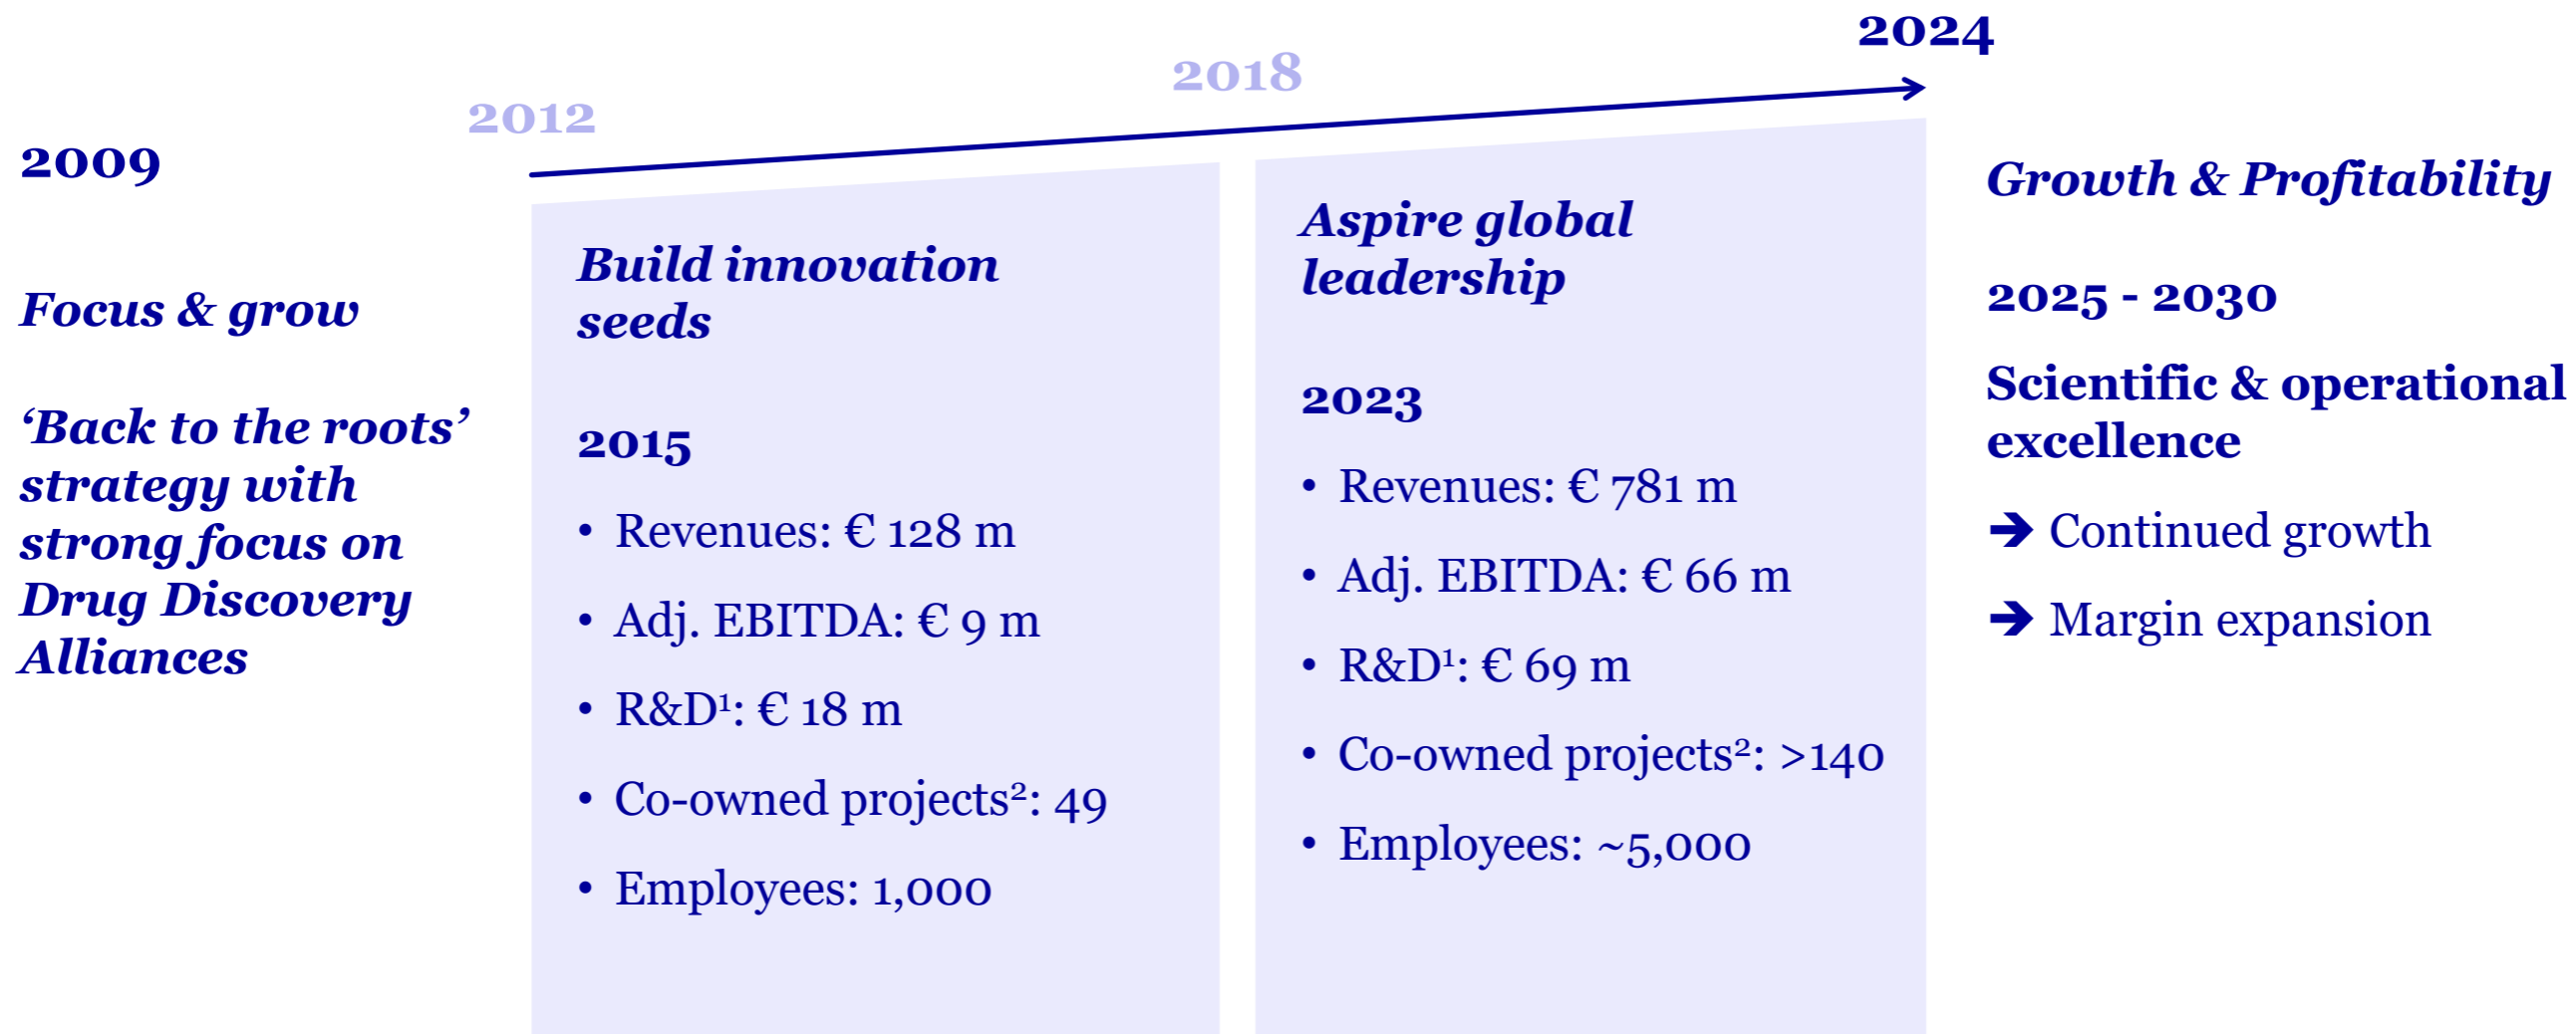 2009
Focus & grow
‘Back to the roots’
strategy with
strong focus on
Drug Discovery
Alliances
2012
Build innovation
seeds
2015
• Revenues: € 128 m
• Adj. EBITDA: € 9 m
• R&D¹: € 18 m
• Co-owned projects²: 49
• Employees: 1,000
2018
Aspire global
leadership
2023
• Revenues: € 781 m
• Adj. EBITDA: € 66 m
• R&D¹: € 69 m
• Co-owned projects²: >140
• Employees: ~5,000
2024
Growth & Profitability
2025 - 2030
Scientific & operational
excellence
➔ Continued growth
➔ Margin expansion